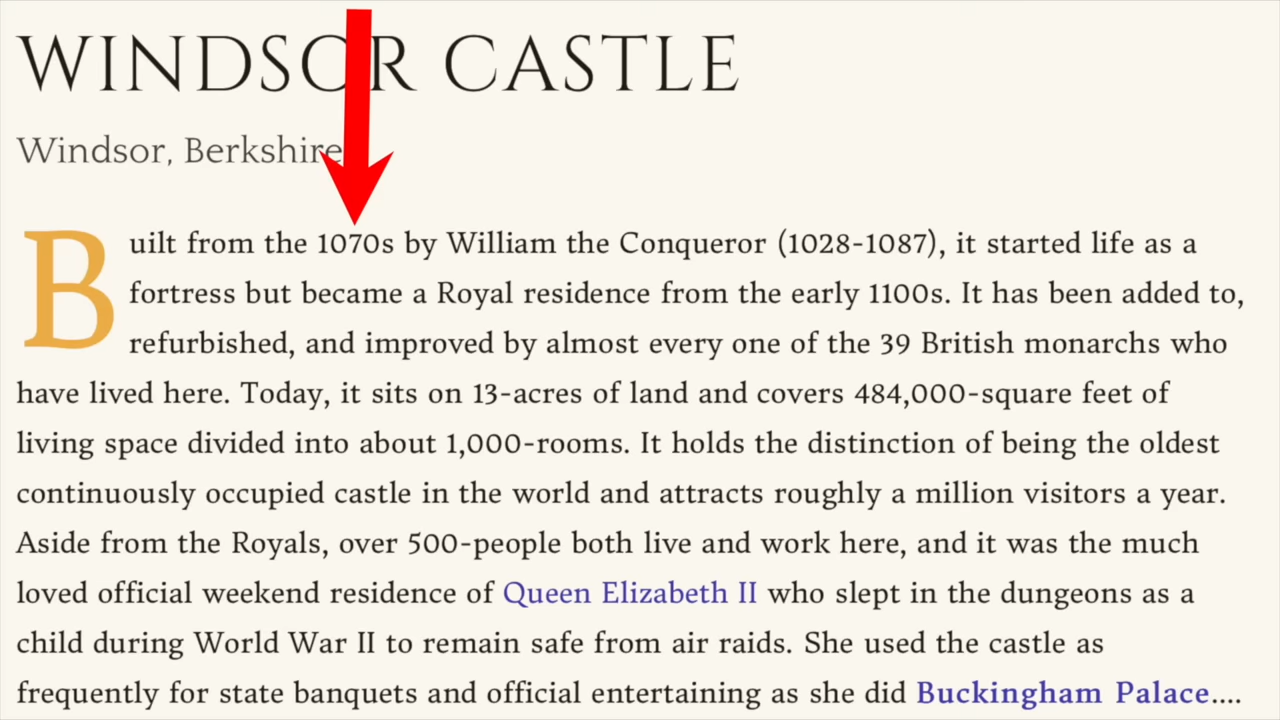 WINDSOR CASTLE
Windsor, Berkshire
Built from the 1070s by William the Conqueror (1028-1087), it started life as a
fortress but became a Royal residence from the early 1100s. It has been added to,
refurbished, and improved by almost every one of the 39 British monarchs who
have lived here. Today, it sits on 13-acres of land and covers 484,000-square feet of
living space divided into about 1,000-rooms. It holds the distinction of being the oldest
continuously occupied castle in the world and attracts roughly a million visitors a year.
Aside from the Royals, over 500-people both live and work here, and it was the much
loved official weekend residence of Queen Elizabeth II who slept in the dungeons as a
child during World War II to remain safe from air raids. She used the castle as
frequently for state banquets and official entertaining as she did Buckingham Palace....